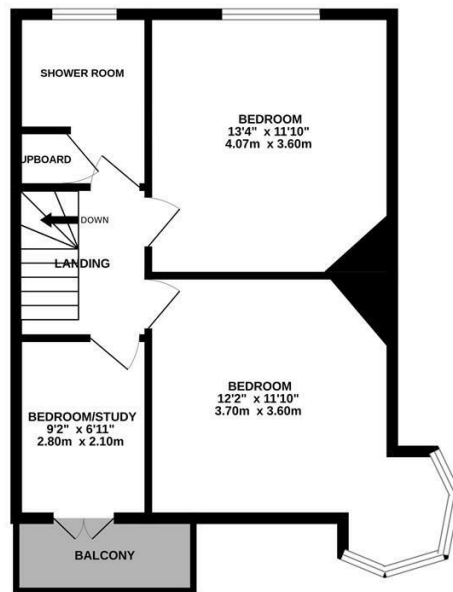 SHOWER ROOM
BEDROOM
13'4" x 11'10"
4.07m x 3.60m
UPBOARD
DOWN
LANDING
BEDROOM
12'2" x 11'10"
3.70m x 3.60m
BEDROOM/STUDY
9'2" x 6'11"
2.80m x 2.10m
BALCONY